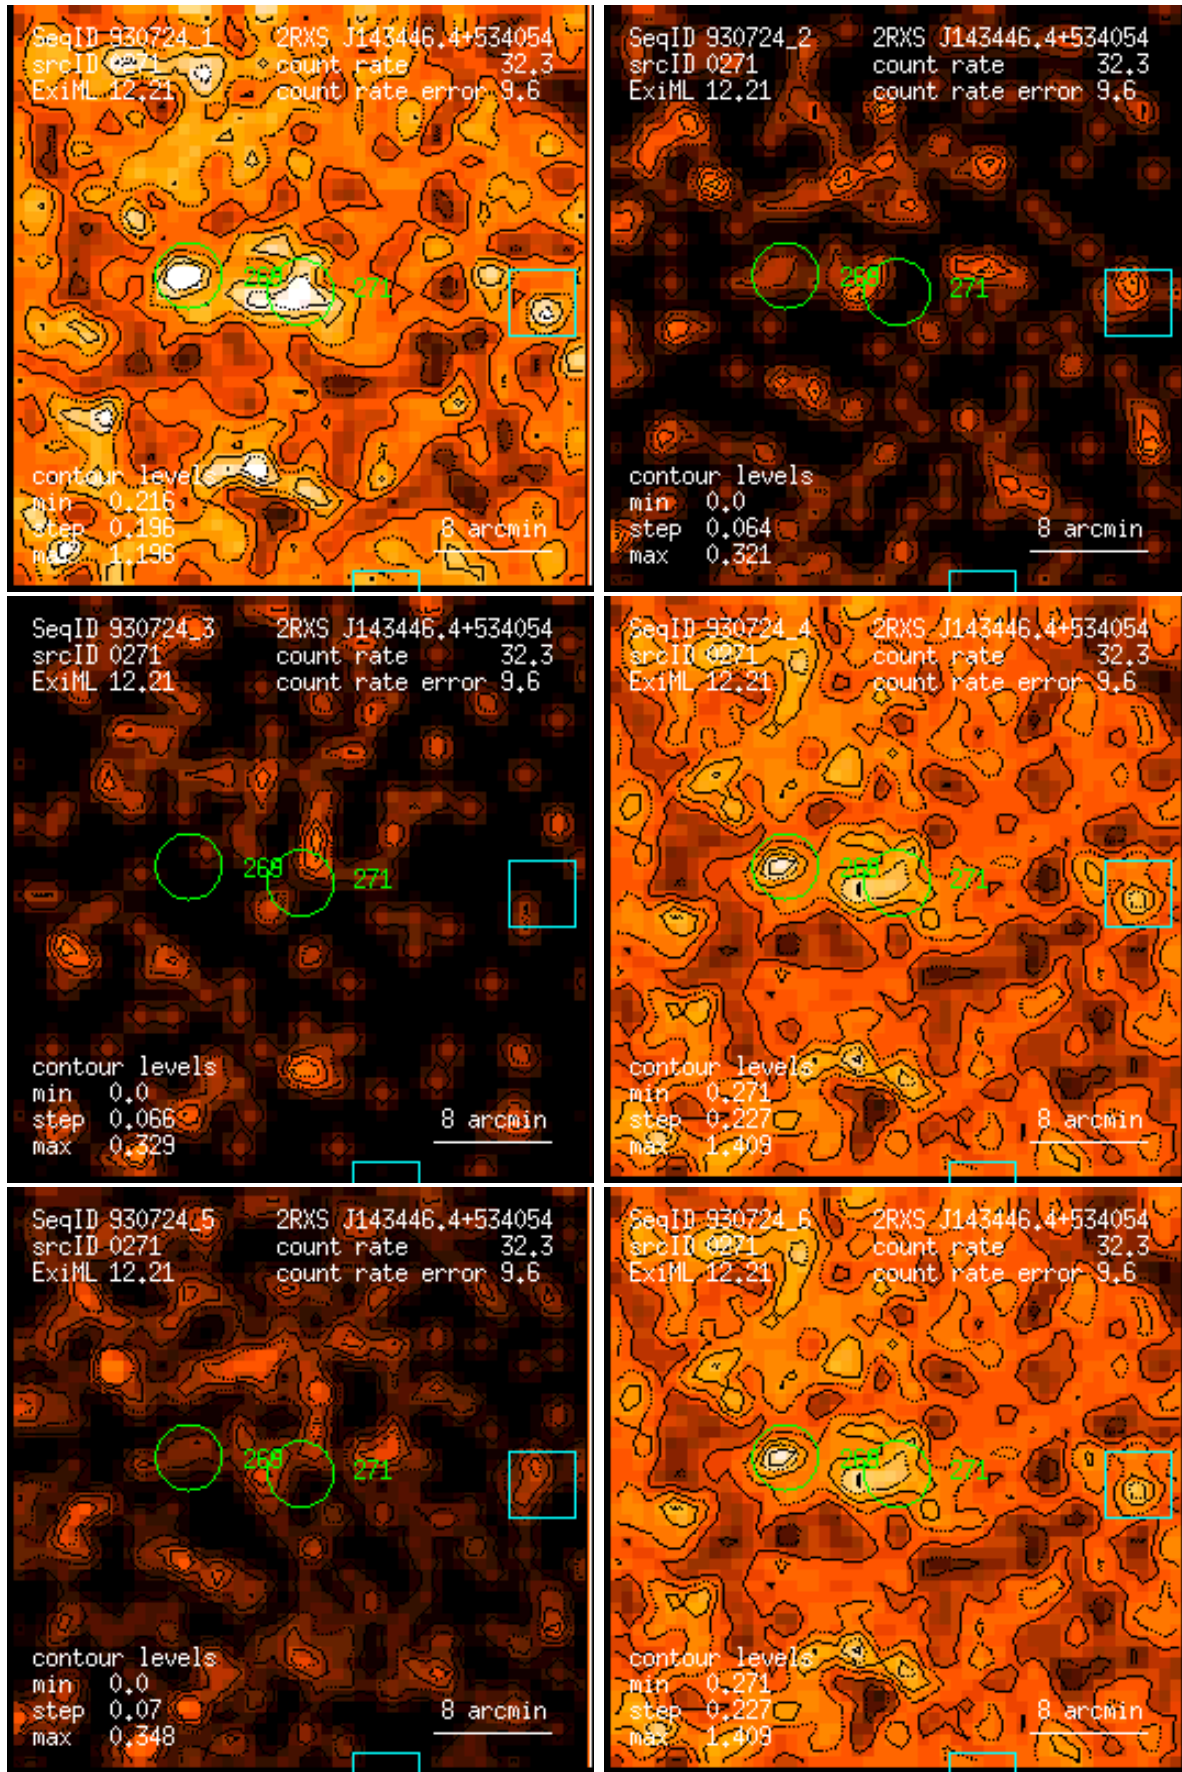 SeqID 930724_1 2RXS J143446.4+534054
srcID 0271 count rate 32.3
ExiML 12.21 count rate error 9.6
271
contour levels
min 0.216
step 0.196 8 arcmin
max 1.196
SeqID 930724_2 2RXS J143446.4+534054
srcID 0271 count rate 32.3
ExiML 12.21 count rate error 9.6
271
contour levels
min 0.0
step 0.064 8 arcmin
max 0.321
SeqID 930724_3 2RXS J143446.4+534054
srcID 0271 count rate 32.3
ExiML 12.21 count rate error 9.6
271
contour levels
min 0.0
step 0.066 8 arcmin
max 0.329
SeqID 930724_4 2RXS J143446.4+534054
srcID 0271 count rate 32.3
ExiML 12.21 count rate error 9.6
271
contour levels
min 0.271
step 0.227 8 arcmin
max 1.409
SeqID 930724_5 2RXS J143446.4+534054
srcID 0271 count rate 32.3
ExiML 12.21 count rate error 9.6
271
contour levels
min 0.0
step 0.07 8 arcmin
max 0.348
SeqID 930724_6 2RXS J143446.4+534054
srcID 0271 count rate 32.3
ExiML 12.21 count rate error 9.6
271
contour levels
min 0.271
step 0.227 8 arcmin
max 1.409